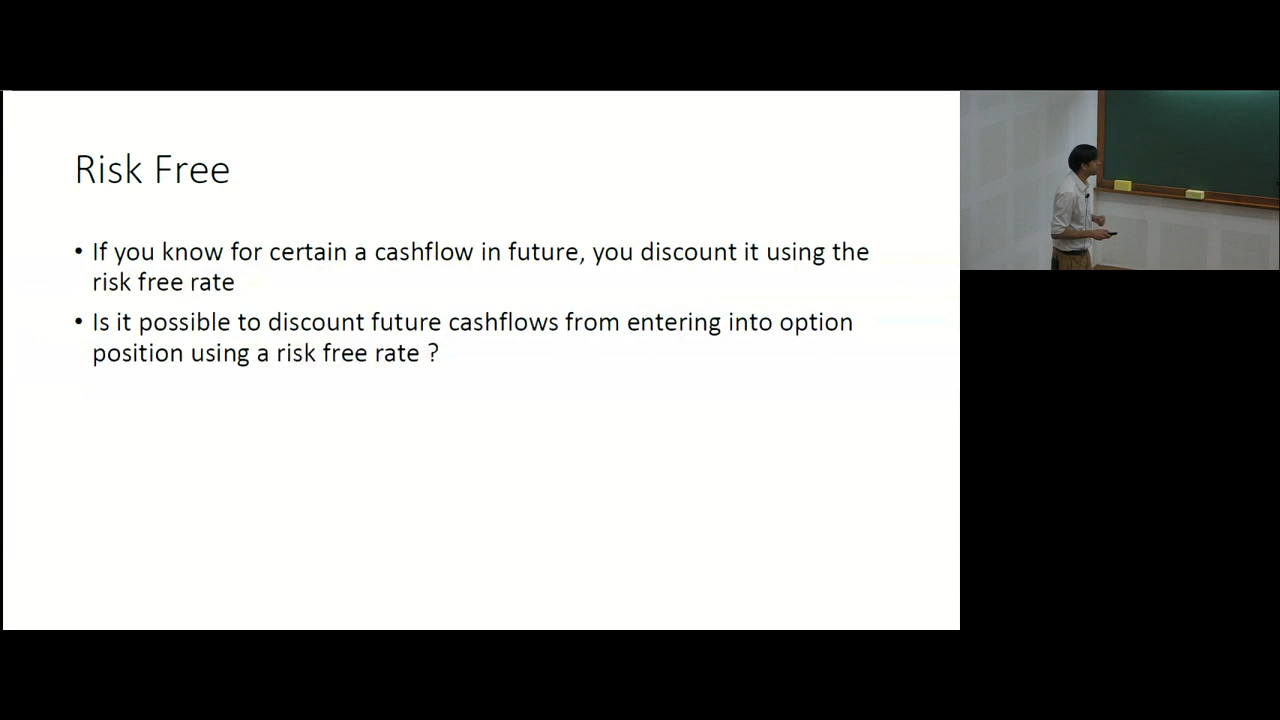 Risk Free
• If you know for certain a cashflow in future, you discount it using the
risk free rate
• Is it possible to discount future cashflows from entering into option
position using a risk free rate ?